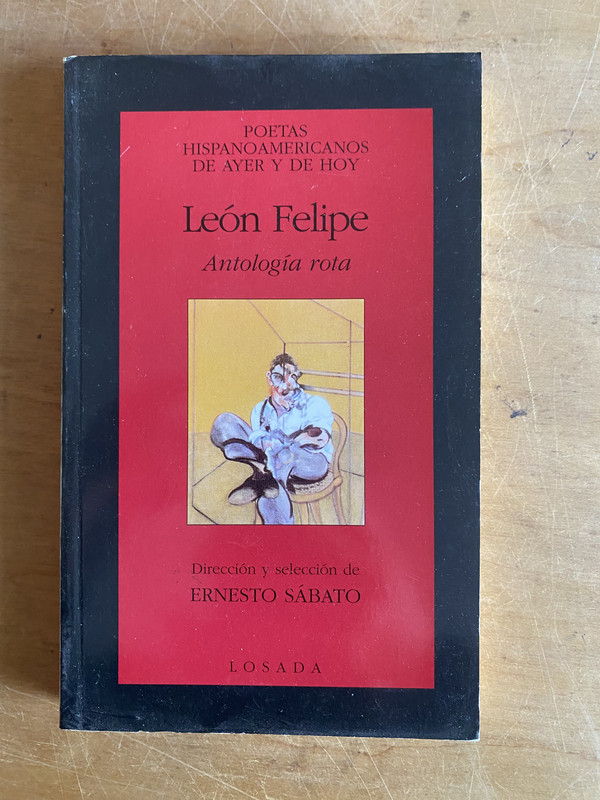 POETAS
HISPANOAMERICANOS
DE AYER Y DE HOY
León Felipe
Antología rota
Dirección y selección de
ERNESTO SÁBATO
LOSADA